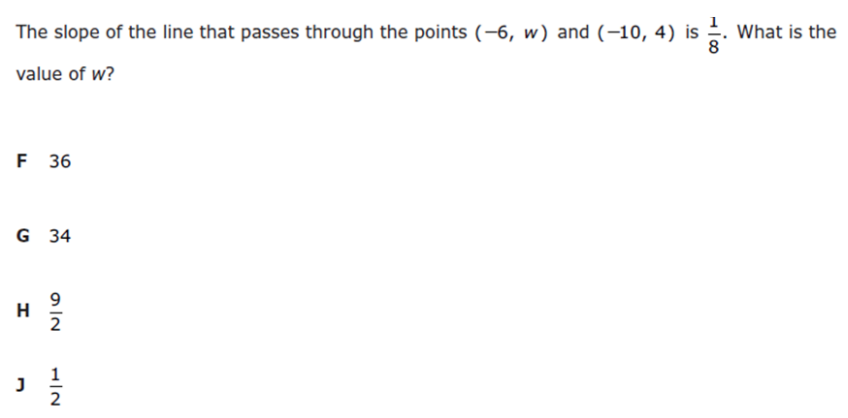 The slope of the line that passes through the points (−6, w) and (−10, 4) is 1/8. What is the
value of w?
F 36
G 34
H 9/2
J 1/2